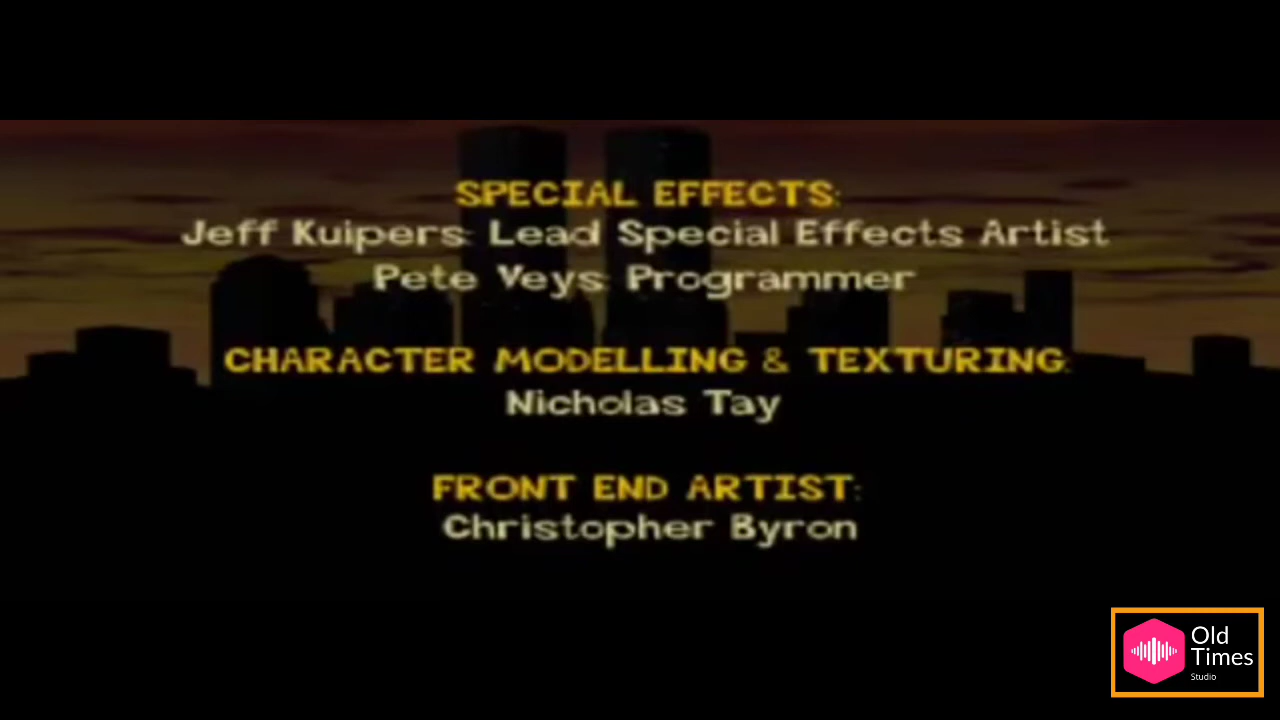 SPECIAL EFFECTS:
Jeff Kuipers: Lead Special Effects Artist
Pete Veys: Programmer
CHARACTER MODELLING & TEXTURING:
Nicholas Tay
FRONT END ARTIST:
Christopher Byron
Old
Times
Studio